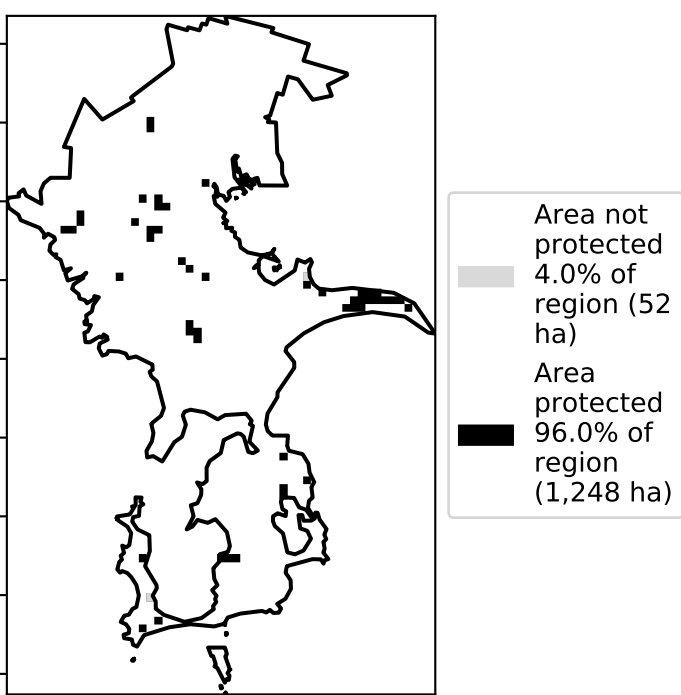 Area not
protected
4.0% of
region (52
ha)
Area
protected
96.0% of
region
(1,248 ha)